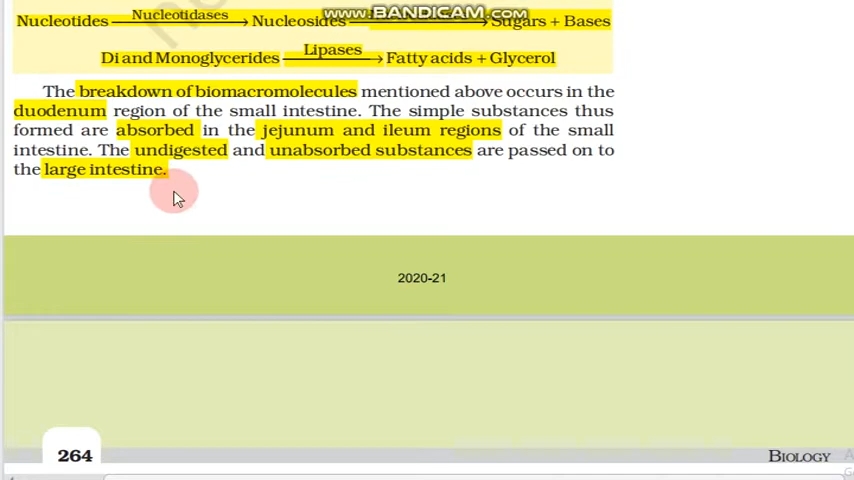 www.BANDICAM.com
Nucleotidases
Nucleotides Nucleosides Sugars + Bases
Lipases
Di and Monoglycerides Fatty acids + Glycerol
The breakdown of biomacromolecules mentioned above occurs in the
duodenum region of the small intestine. The simple substances thus
formed are absorbed in the jejunum and ileum regions of the small
intestine. The undigested and unabsorbed substances are passed on to
the large intestine.
2020-21
264 BIOLOGY